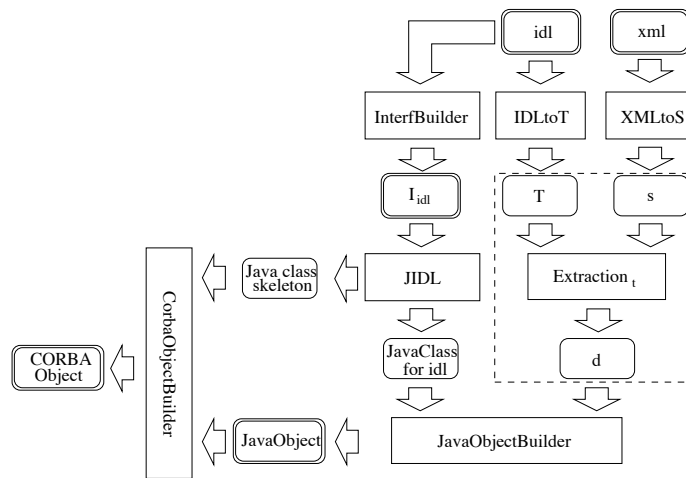 idl
xml
InterfBuilder
IDLtoT
XMLtoS
I idl
T
s
Java class
skeleton
JIDL
Extraction t
CorbaObjectBuilder
CORBA
Object
JavaClass
for idl
d
JavaObject
JavaObjectBuilder